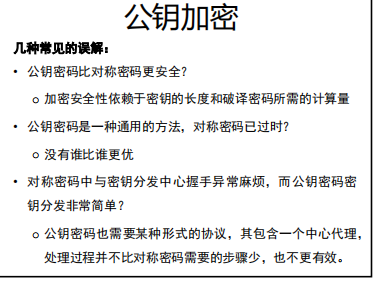 公钥加密
几种常见的误解：
• 公钥密码比对称密码更安全？
o 加密安全性依赖于密钥的长度和破译密码所需的计算量
• 公钥密码是一种通用的方法，对称密码已过时？
o 没有谁比谁更优
• 对称密码中与密钥分发中心握手异常麻烦，而公钥密码密
钥分发非常简单？
o 公钥密码也需要某种形式的协议，其包含一个中心代理，
处理过程并不比对称密码需要的步骤少，也不更有效。